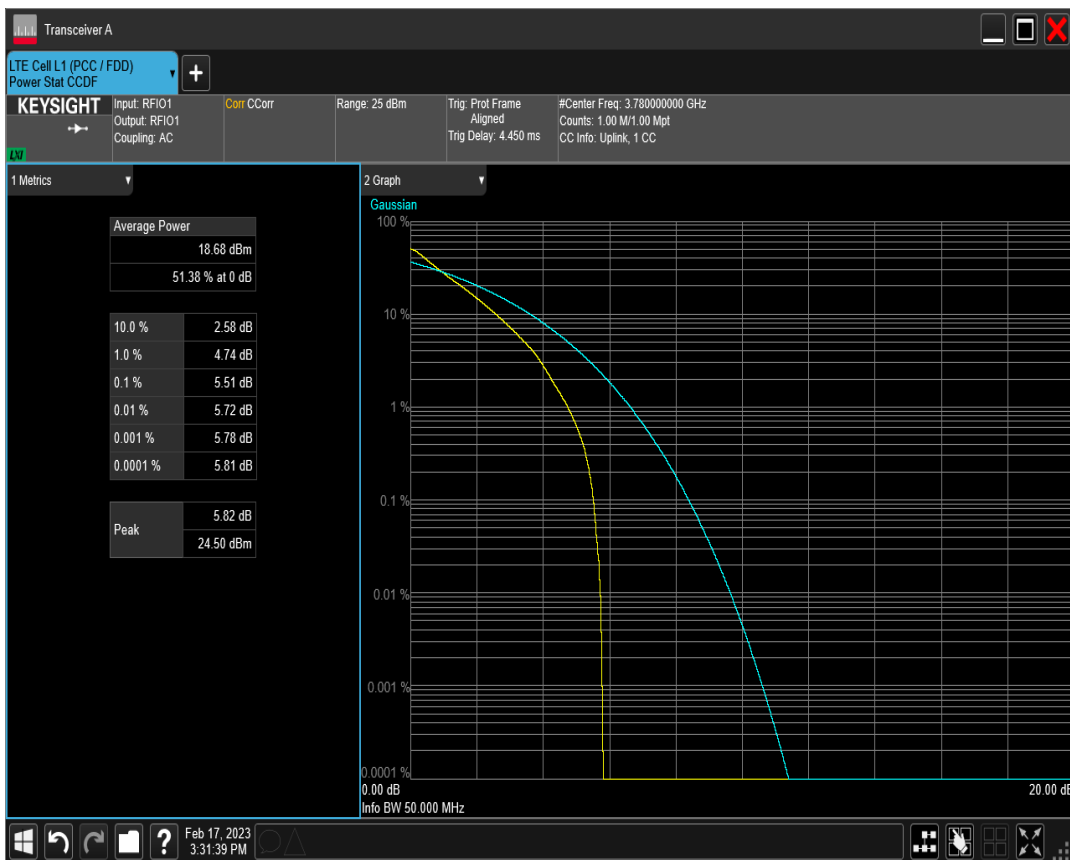 Transceiver A
LTE Cell L1 (PCC / FDD)
Power Stat CCDF
+
KEYSIGHT
LXI
Input: RFIO1
Output: RFIO1
Coupling: AC
Corr CCorr
Range: 25 dBm
Trig: Prot Frame
Aligned
Trig Delay: 4.450 ms
#Center Freq: 3.780000000 GHz
Counts: 1.00 M/1.00 Mpt
CC Info: Uplink, 1 CC
1 Metrics
Average Power
18.68 dBm
51.38 % at 0 dB
10.0 % 2.58 dB
1.0 % 4.74 dB
0.1 % 5.51 dB
0.01 % 5.72 dB
0.001 % 5.78 dB
0.0001 % 5.81 dB
Peak
5.82 dB
24.50 dBm
2 Graph
Gaussian
100 %
10 %
1 %
0.1 %
0.01 %
0.001 %
0.0001 %
0.00 dB 20.00 dB
Info BW 50.000 MHz
?
Feb 17, 2023
3:31:39 PM